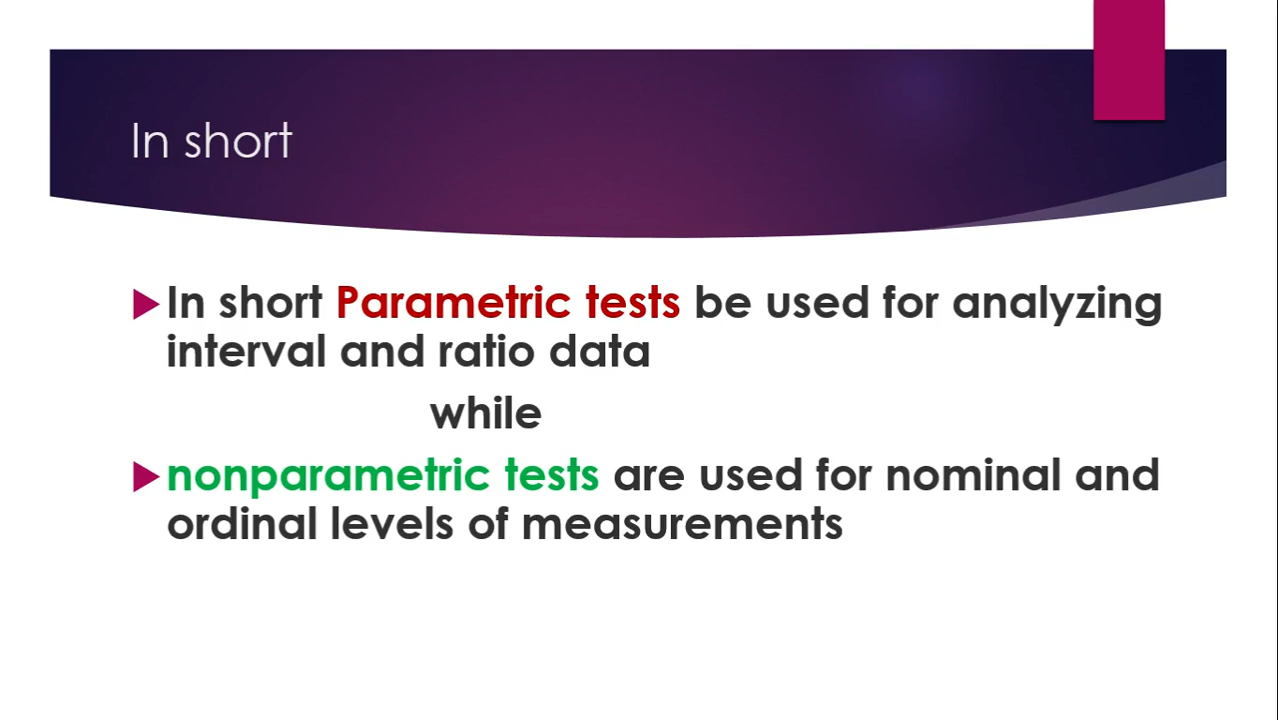 In short
In short Parametric tests be used for analyzing
interval and ratio data
while
nonparametric tests are used for nominal and
ordinal levels of measurements